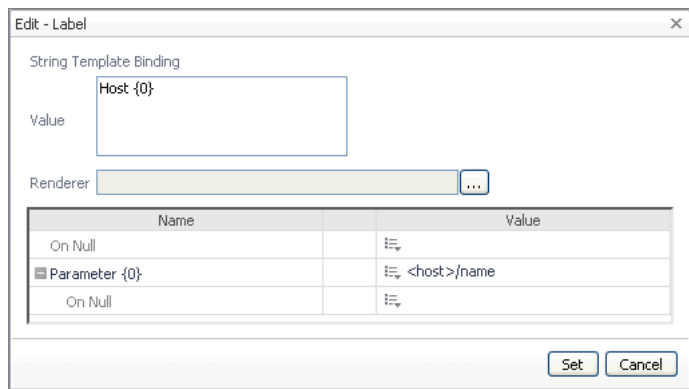 Edit - Label
String Template Binding
Host {0}
Value
Renderer
...
Name Value
On Null
Parameter {0} <host>/name
On Null
Set Cancel